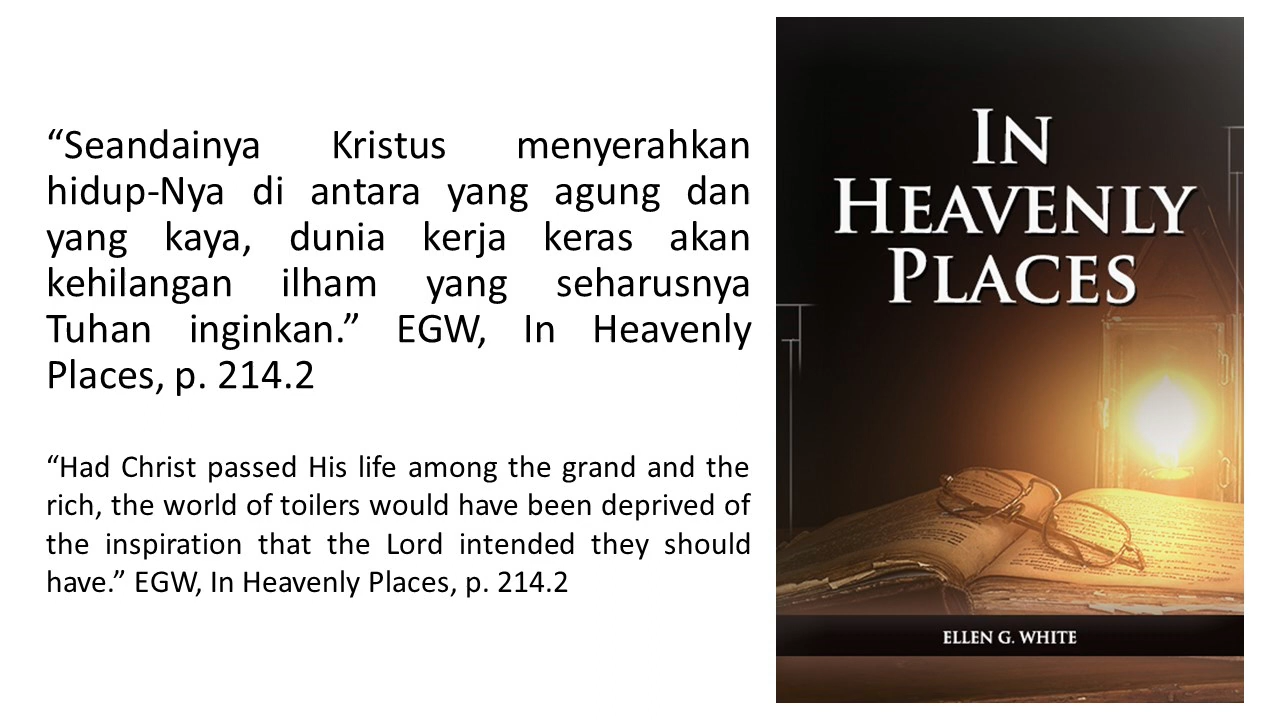 “Seandainya Kristus menyerahkan
hidup-Nya di antara yang agung dan
yang kaya, dunia kerja keras akan
kehilangan ilham yang seharusnya
Tuhan inginkan.” EGW, In Heavenly
Places, p. 214.2
“Had Christ passed His life among the grand and the
rich, the world of toilers would have been deprived of
the inspiration that the Lord intended they should
have.” EGW, In Heavenly Places, p. 214.2
IN
HEAVENLY
PLACES
ELLEN G. WHITE